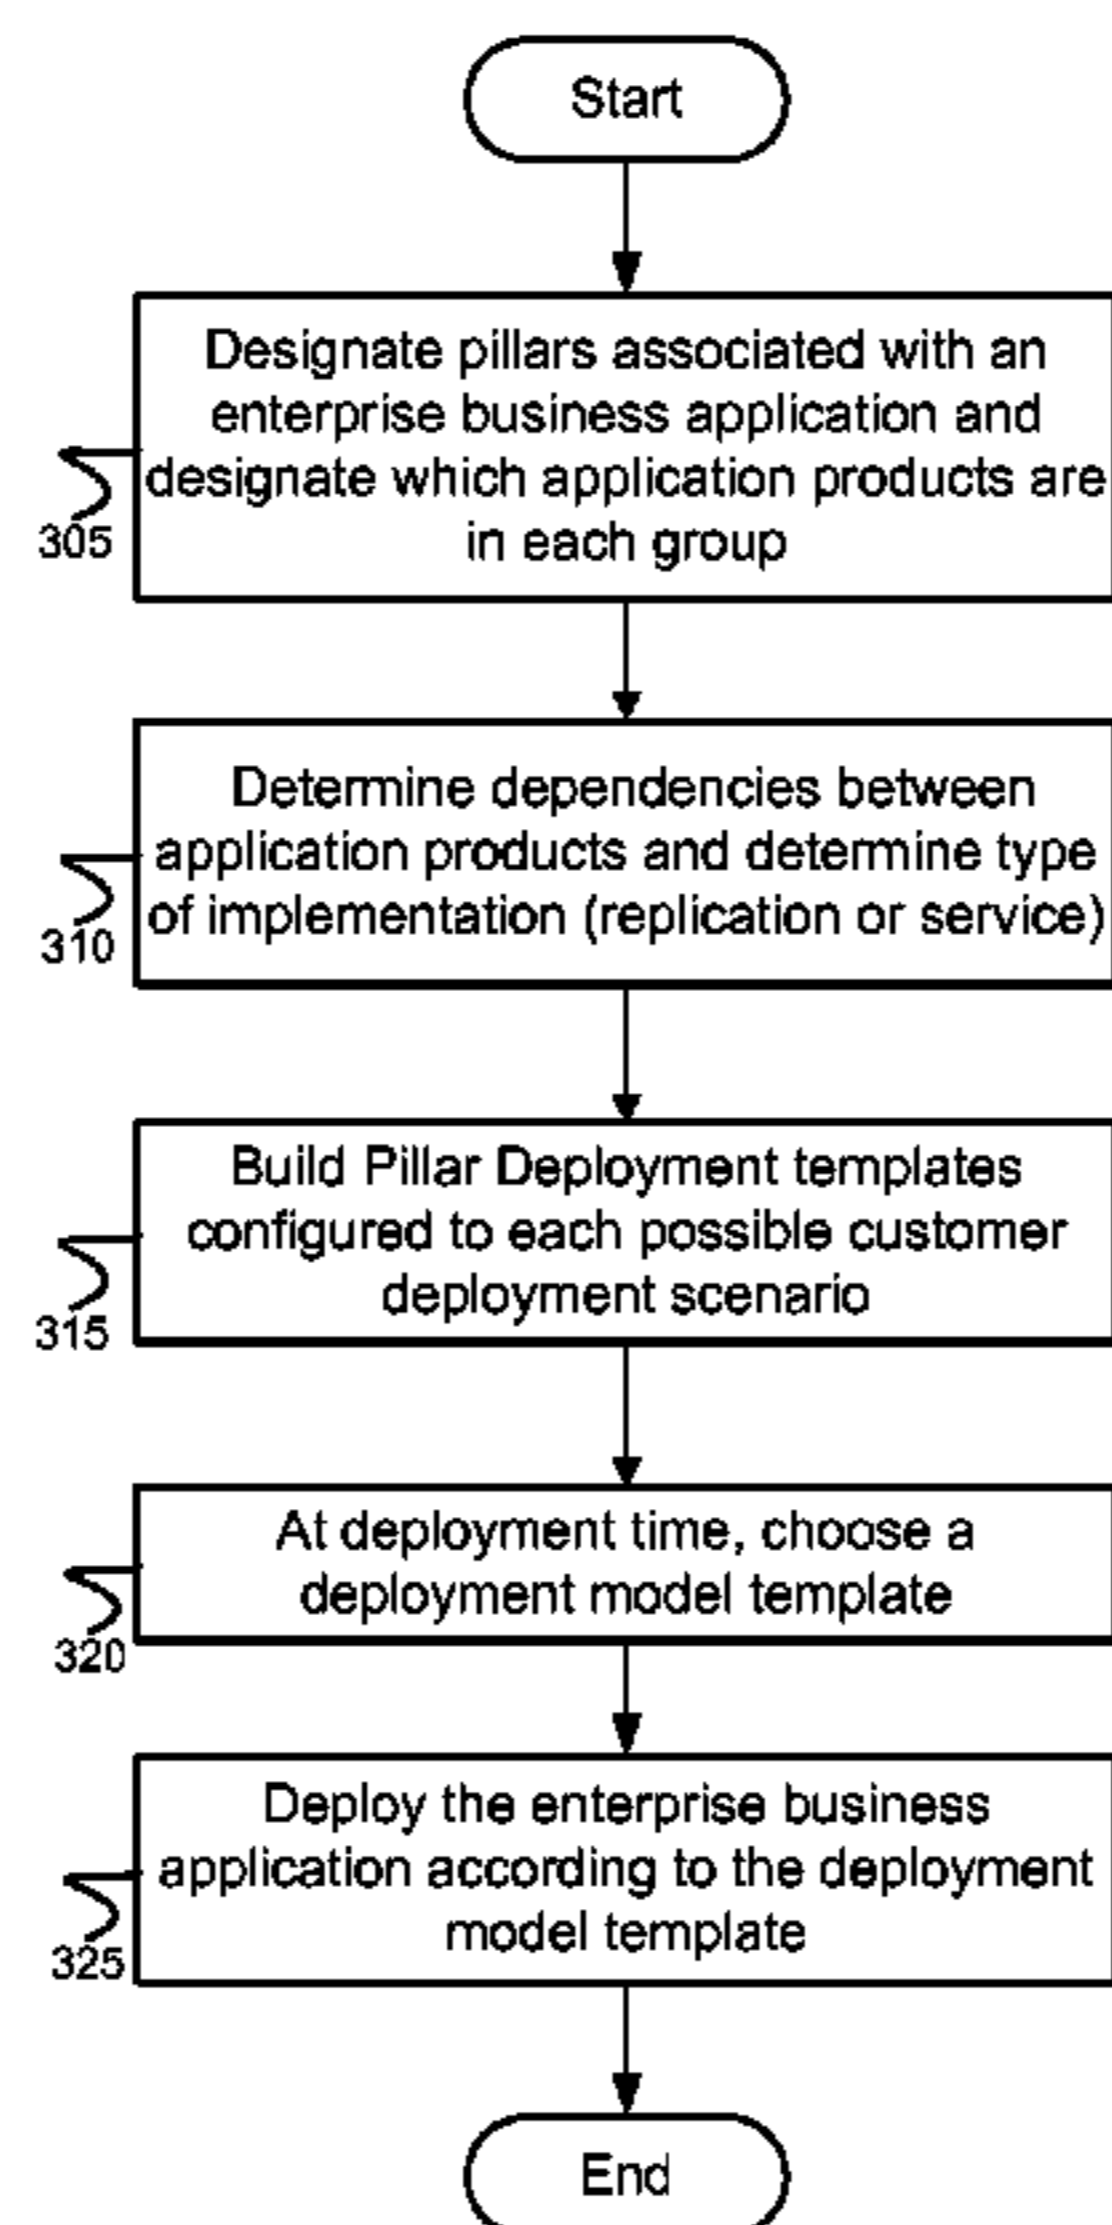 Start
Designate pillars associated with an
enterprise business application and
designate which application products are
in each group
305
Determine dependencies between
application products and determine type
of implementation (replication or service)
310
Build Pillar Deployment templates
configured to each possible customer
deployment scenario
315
At deployment time, choose a
deployment model template
320
Deploy the enterprise business
application according to the deployment
model template
325
End